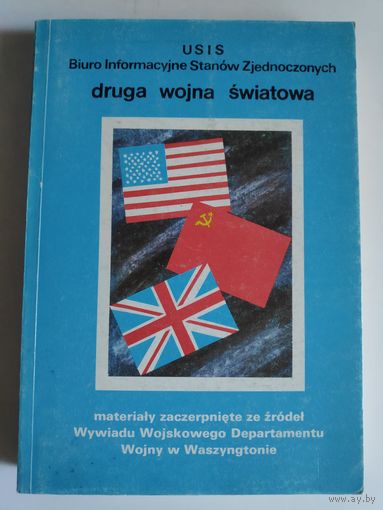 USIS
Biuro Informacyjne Stanów Zjednoczonych
druga wojna światowa
materiały zaczerpnięte ze źródeł
Wywiadu Wojskowego Departamentu
Wojny w Waszyngtonie
http://www.ay.by